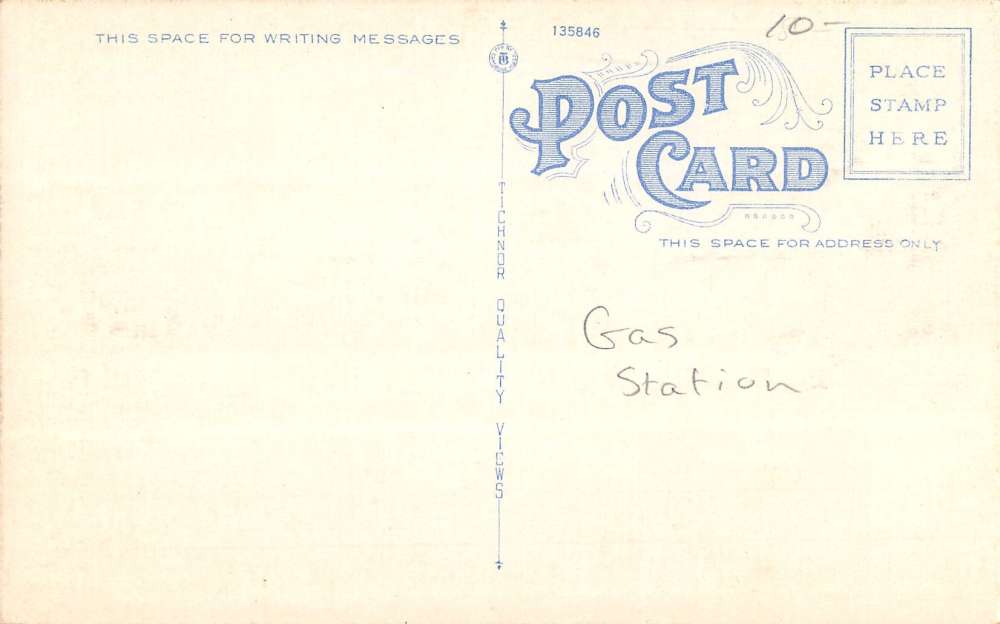 THIS SPACE FOR WRITING MESSAGES
135846
10-
POST
CARD
PLACE
STAMP
HERE
THIS SPACE FOR ADDRESS ONLY
TICHNOR QUALITY VIEWS
Gas
Station